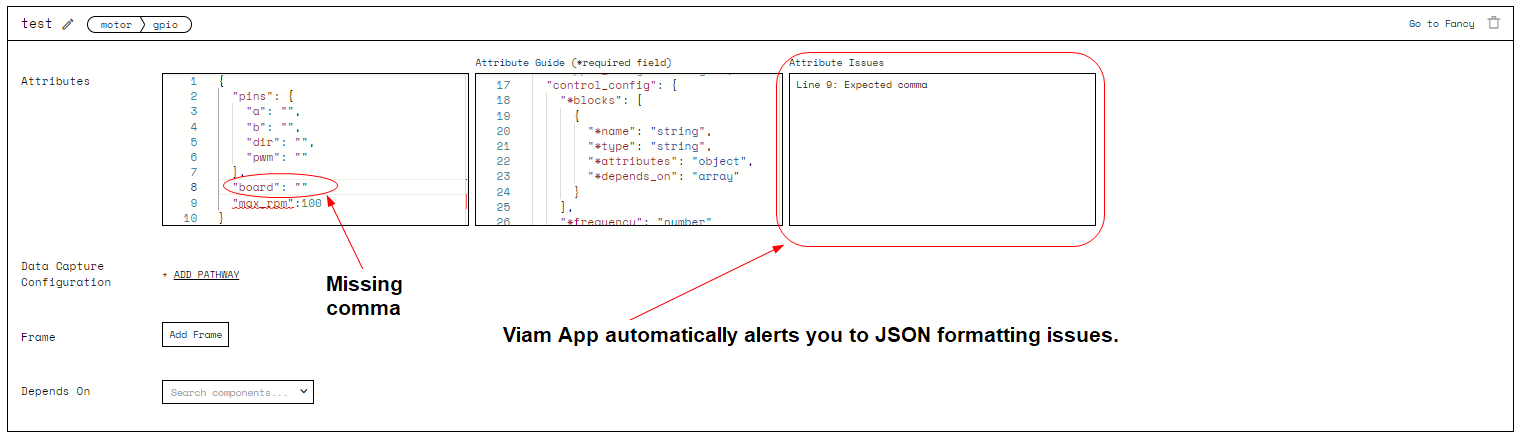 test
motor
gpio
Go to Fancy
Attributes
1 {
2 "pins": {
3 "a": "",
4 "b": "",
5 "dir": "",
6 "pwm": ""
7 },
8 "board": ""
9 "max_rpm":100
10 }
Attribute Guide (*required field)
17 "control_config": {
18 "*blocks": [
19 {
20 "*name": "string",
21 "*type": "string",
22 "*attributes": "object",
23 "*depends_on": "array"
24 }
25 ],
26 "*frequency": "number"
Attribute Issues
Line 9: Expected comma
Missing
comma
Viam App automatically alerts you to JSON formatting issues.
Data Capture
Configuration
+ ADD PATHWAY
Frame
Add Frame
Depends On
Search components...